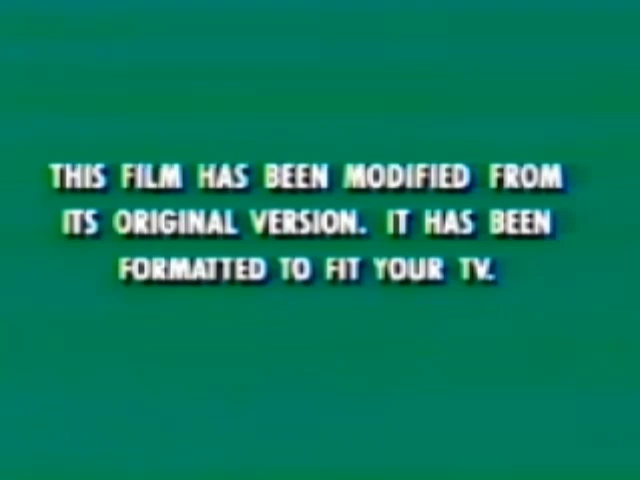 THIS FILM HAS BEEN MODIFIED FROM
ITS ORIGINAL VERSION. IT HAS BEEN
FORMATTED TO FIT YOUR TV.